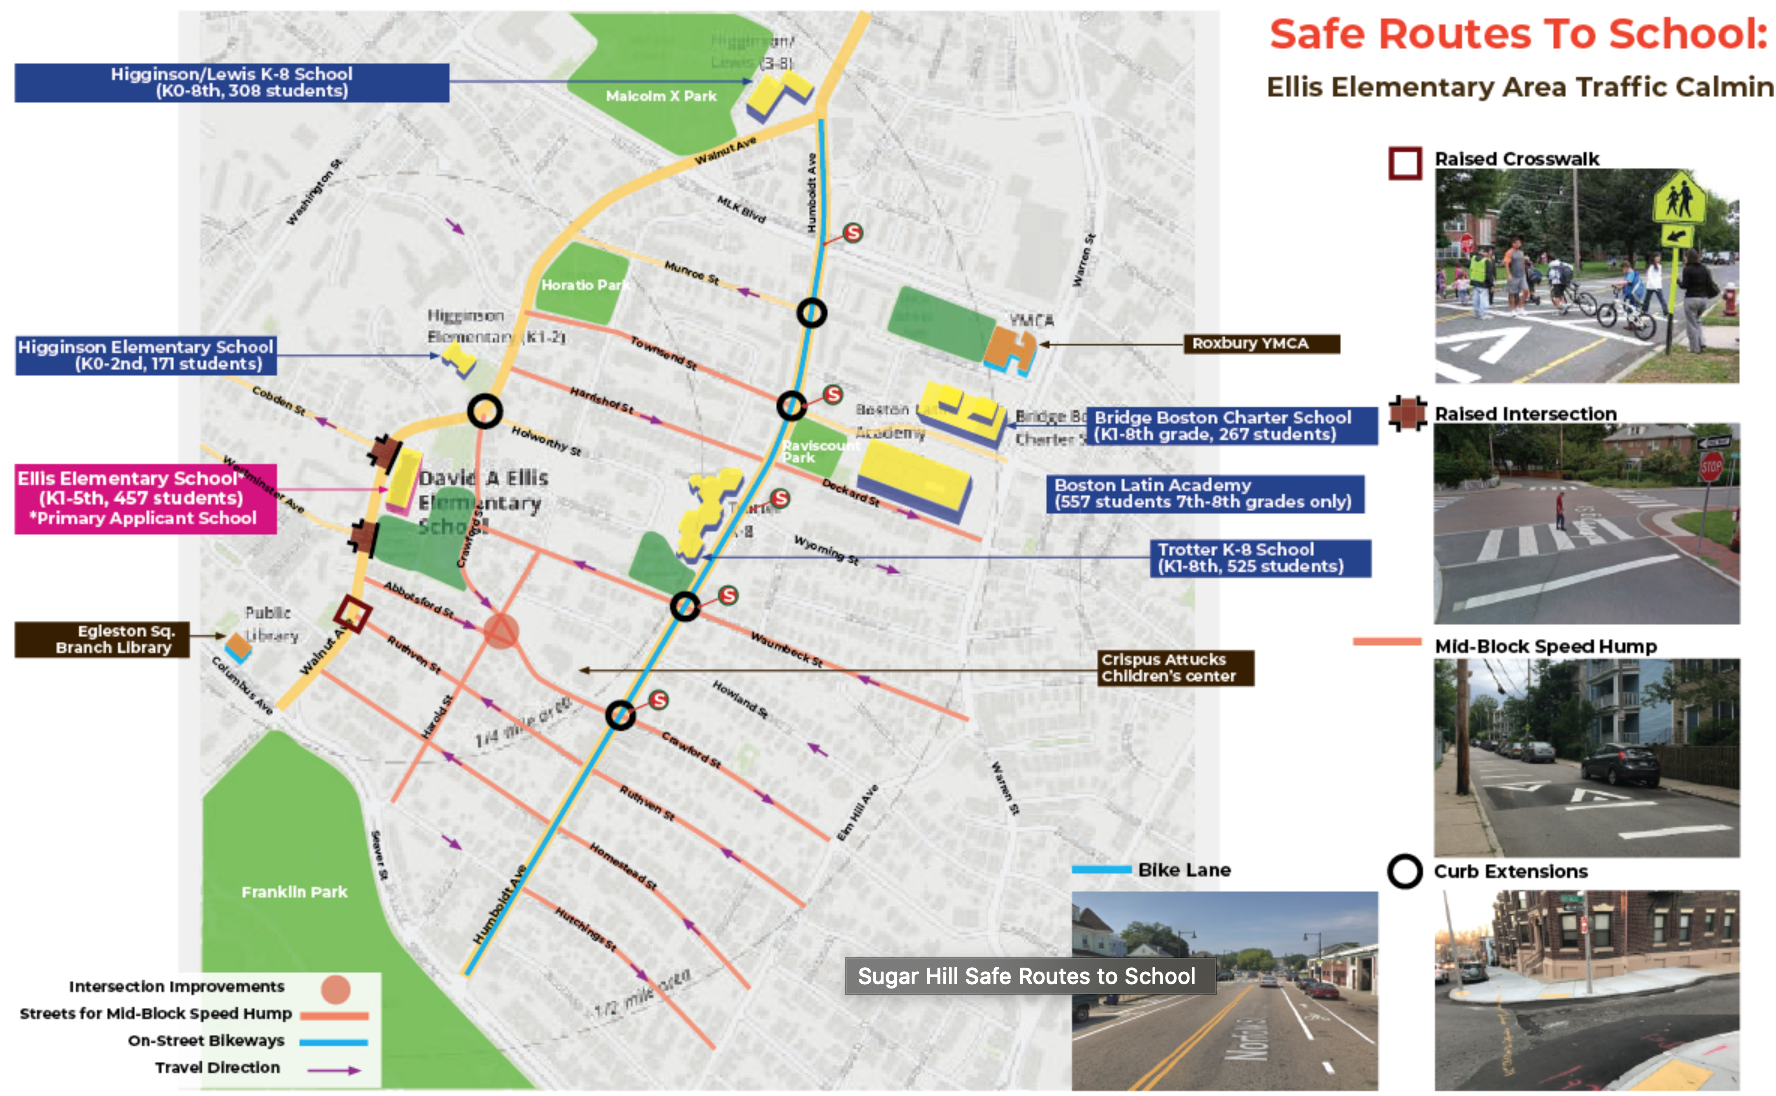 Safe Routes To School:
Ellis Elementary Area Traffic Calmin
Higginson/Lewis K-8 School
(K0-8th, 308 students)
Higginson/
Lewis (3-8)
Malcolm X Park
Walnut Ave
Humboldt Ave
MLK Blvd
Washington St
Warren St
S
Munroe St
Horatio Park
Higginson
Elementary (K1-2)
Higginson Elementary School
(K0-2nd, 171 students)
YMCA
Roxbury YMCA
Townsend St
Harrishof St
Cobden St
Holworthy St
Westminster Ave
S
Boston
Academy
Bridge
Charter
Bridge Boston Charter School
(K1-8th grade, 267 students)
Raviscount
Park
Boston Latin Academy
(557 students 7th-8th grades only)
Deckard St
Ellis Elementary School
(K1-5th, 457 students)
*Primary Applicant School
David A Ellis
Elementary
School
Crawford St
S
Wyoming St
Trotter K-8 School
(K1-8th, 525 students)
S
Abbotsford St
Public
Library
Egleston Sq.
Branch Library
Columbus Ave
Walnut Av
Ruthven St
Harold St
Waumbeck St
Crispus Attucks
Children's center
Howland St
1/4 mile area
S
Crawford St
Ruthven St
Elm Hill Ave
Warren St
Seaver St
Homestead St
Humboldt Ave
Hutchings St
1/2 mile area
Franklin Park
Intersection Improvements
Streets for Mid-Block Speed Hump
On-Street Bikeways
Travel Direction
Sugar Hill Safe Routes to School
Raised Crosswalk
STOP
Raised Intersection
STOP
Mid-Block Speed Hump
Bike Lane
Curb Extensions